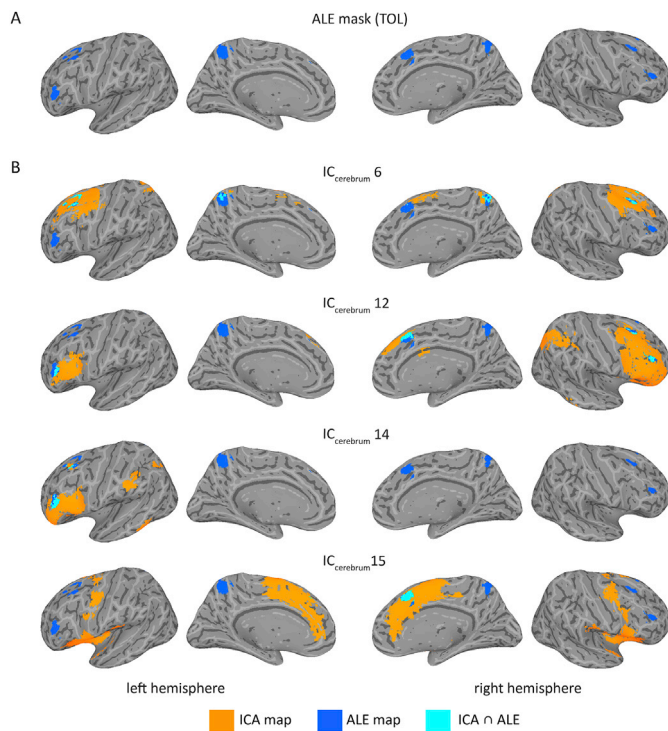 A
ALE mask (TOL)
B
IC cerebrum 6
IC cerebrum 12
IC cerebrum 14
IC cerebrum 15
left hemisphere right hemisphere
ICA map ALE map ICA ∩ ALE